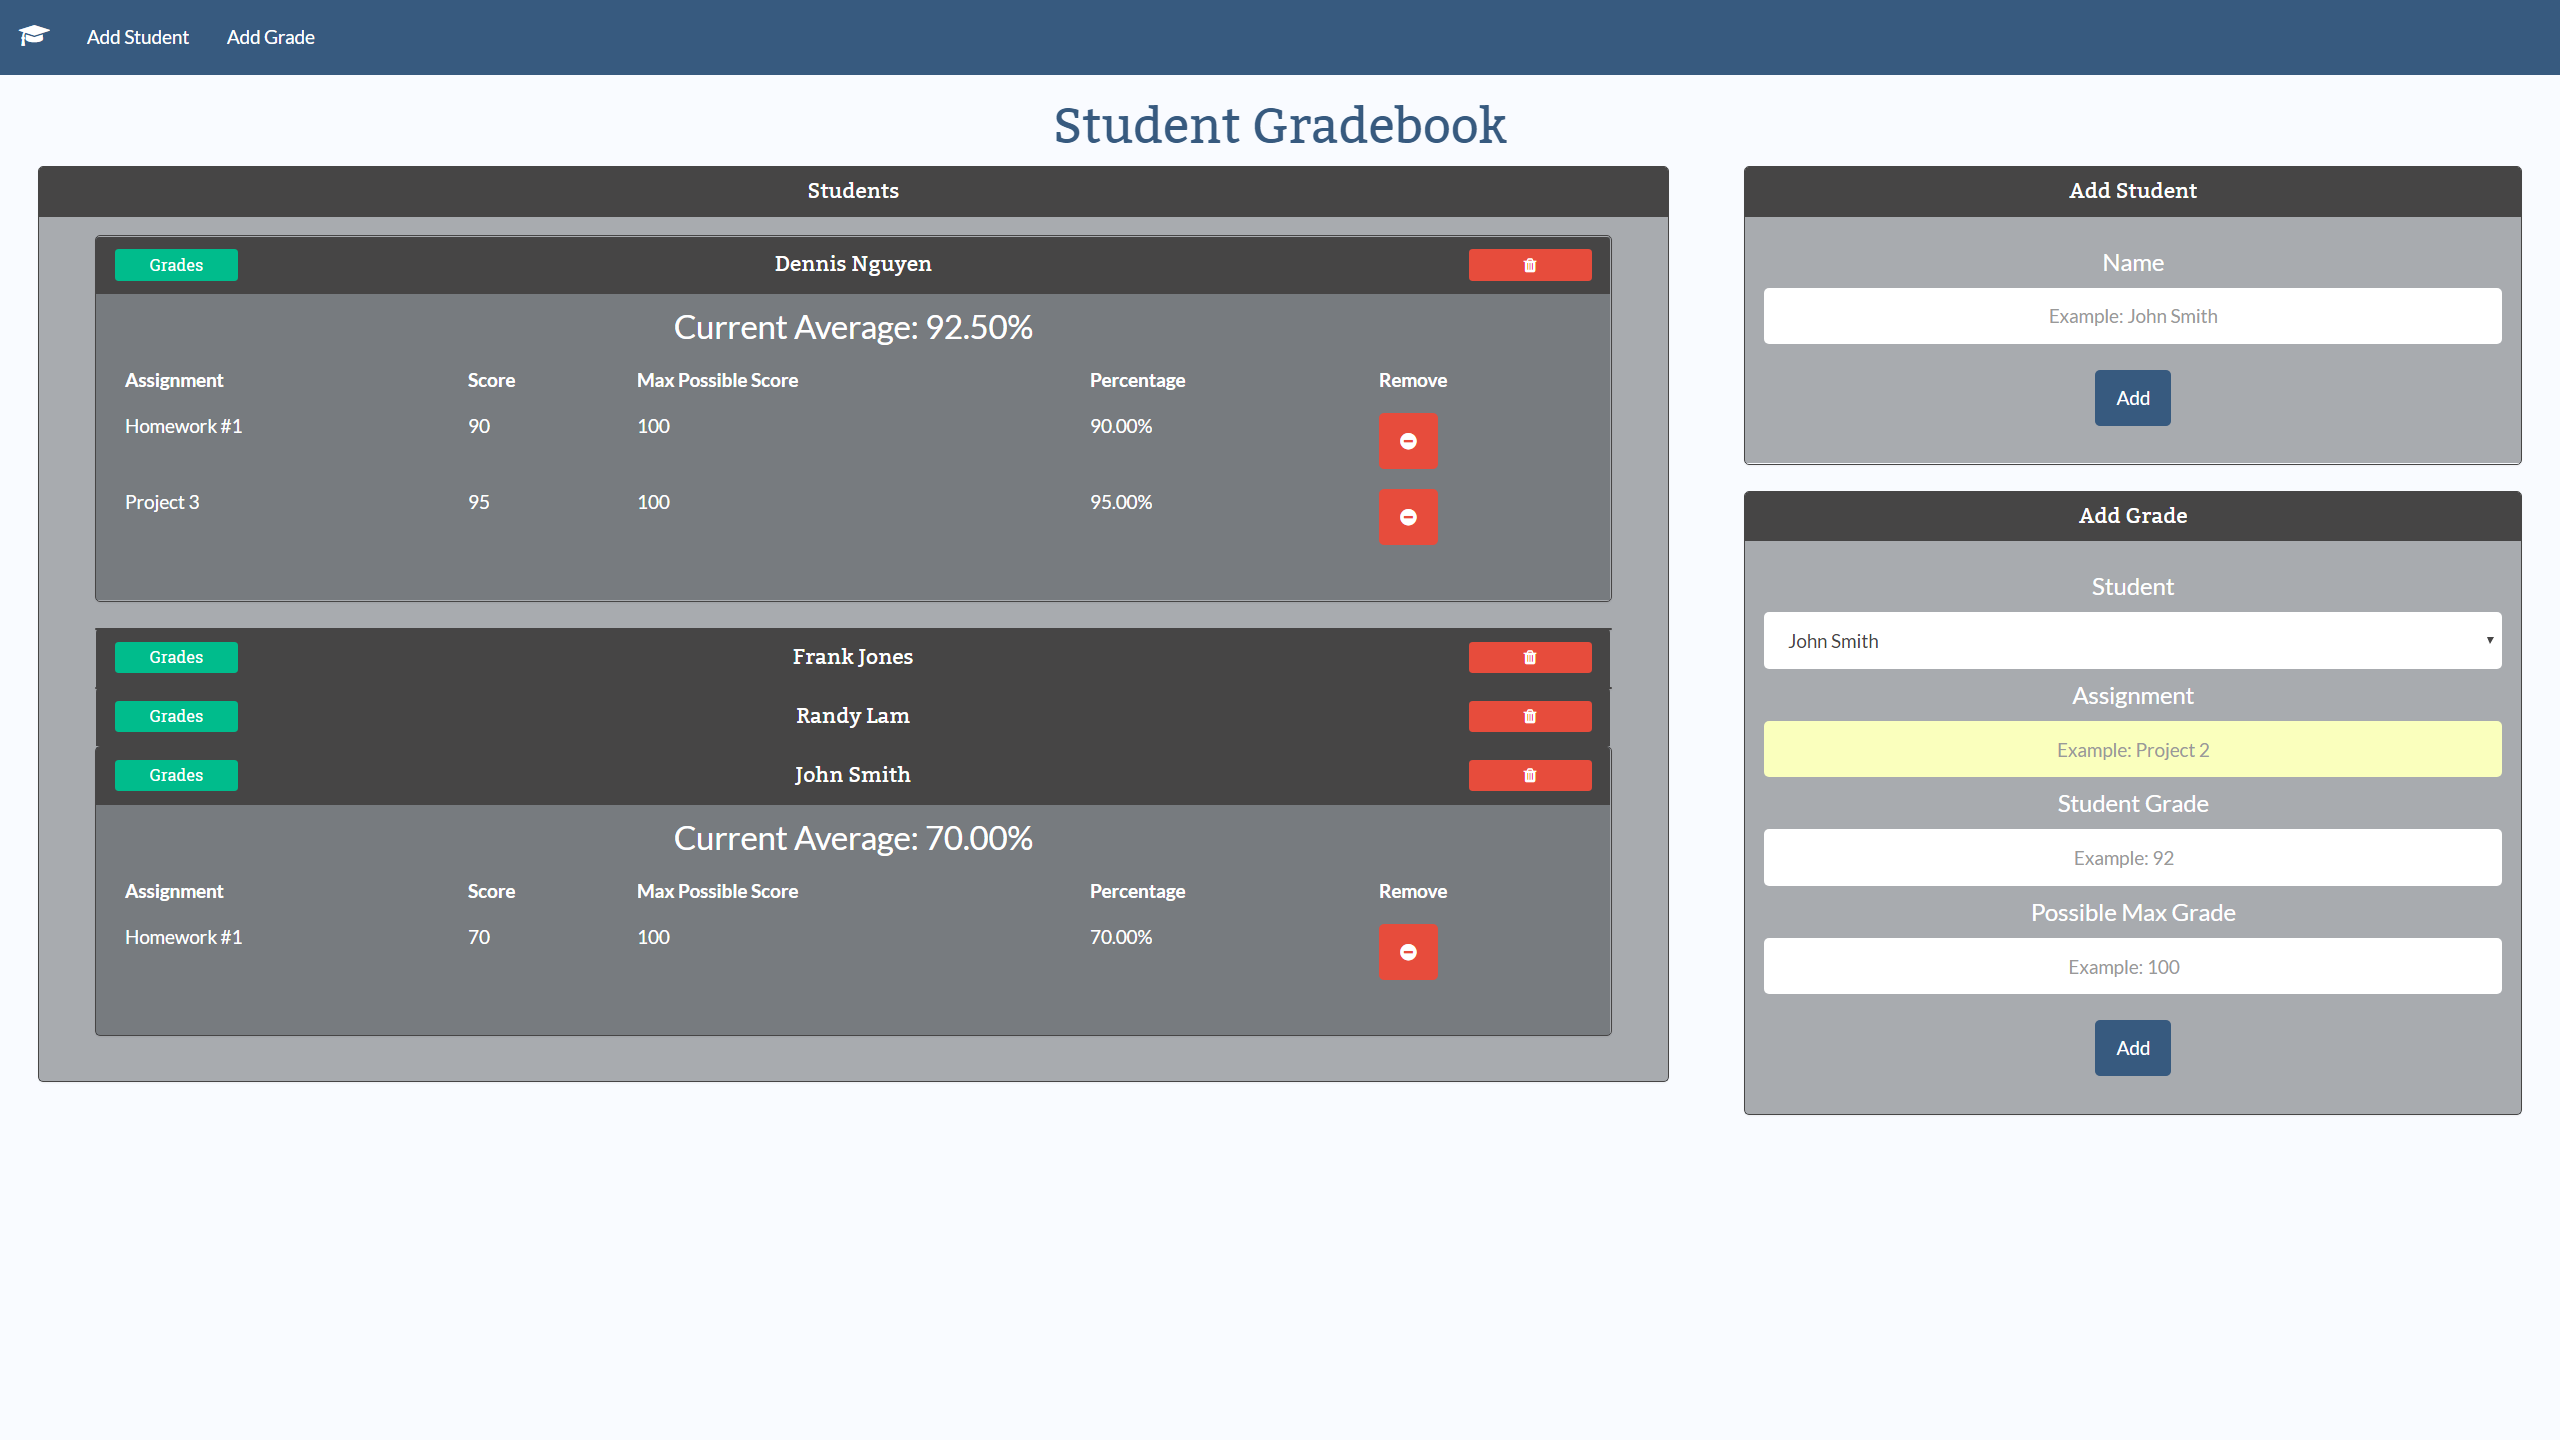 Add Student Add Grade
Student Gradebook
Students
Grades Dennis Nguyen
Current Average: 92.50%
Assignment Score Max Possible Score Percentage Remove
Homework #1 90 100 90.00%
Project 3 95 100 95.00%
Grades Frank Jones
Grades Randy Lam
Grades John Smith
Current Average: 70.00%
Assignment Score Max Possible Score Percentage Remove
Homework #1 70 100 70.00%
Add Student
Name
Example: John Smith
Add
Add Grade
Student
John Smith
Assignment
Example: Project 2
Student Grade
Example: 92
Possible Max Grade
Example: 100
Add